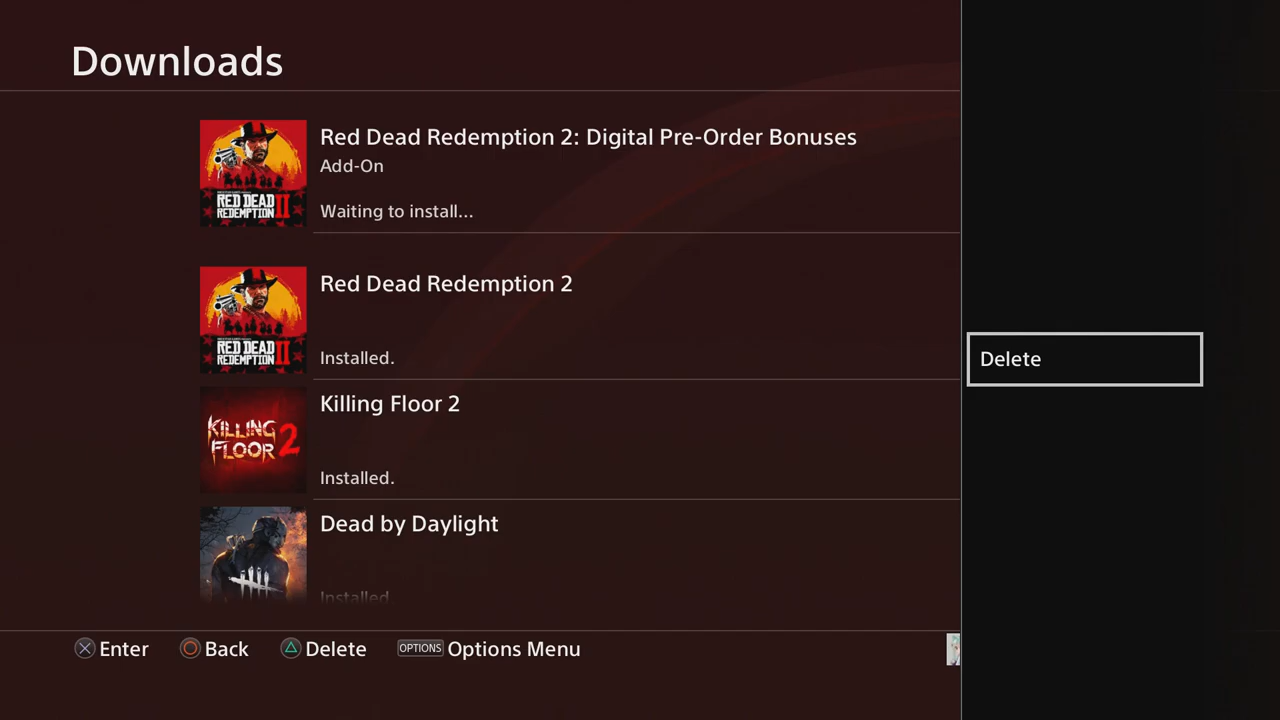 Downloads
RED DEAD
REDEMPTION II
Red Dead Redemption 2: Digital Pre-Order Bonuses
Add-On
Waiting to install...
RED DEAD
REDEMPTION II
Red Dead Redemption 2
Installed.
KILLING
FLOOR 2
Killing Floor 2
Installed.
Dead by Daylight
Installed.
Delete
Enter
Back
Delete
OPTIONS Options Menu